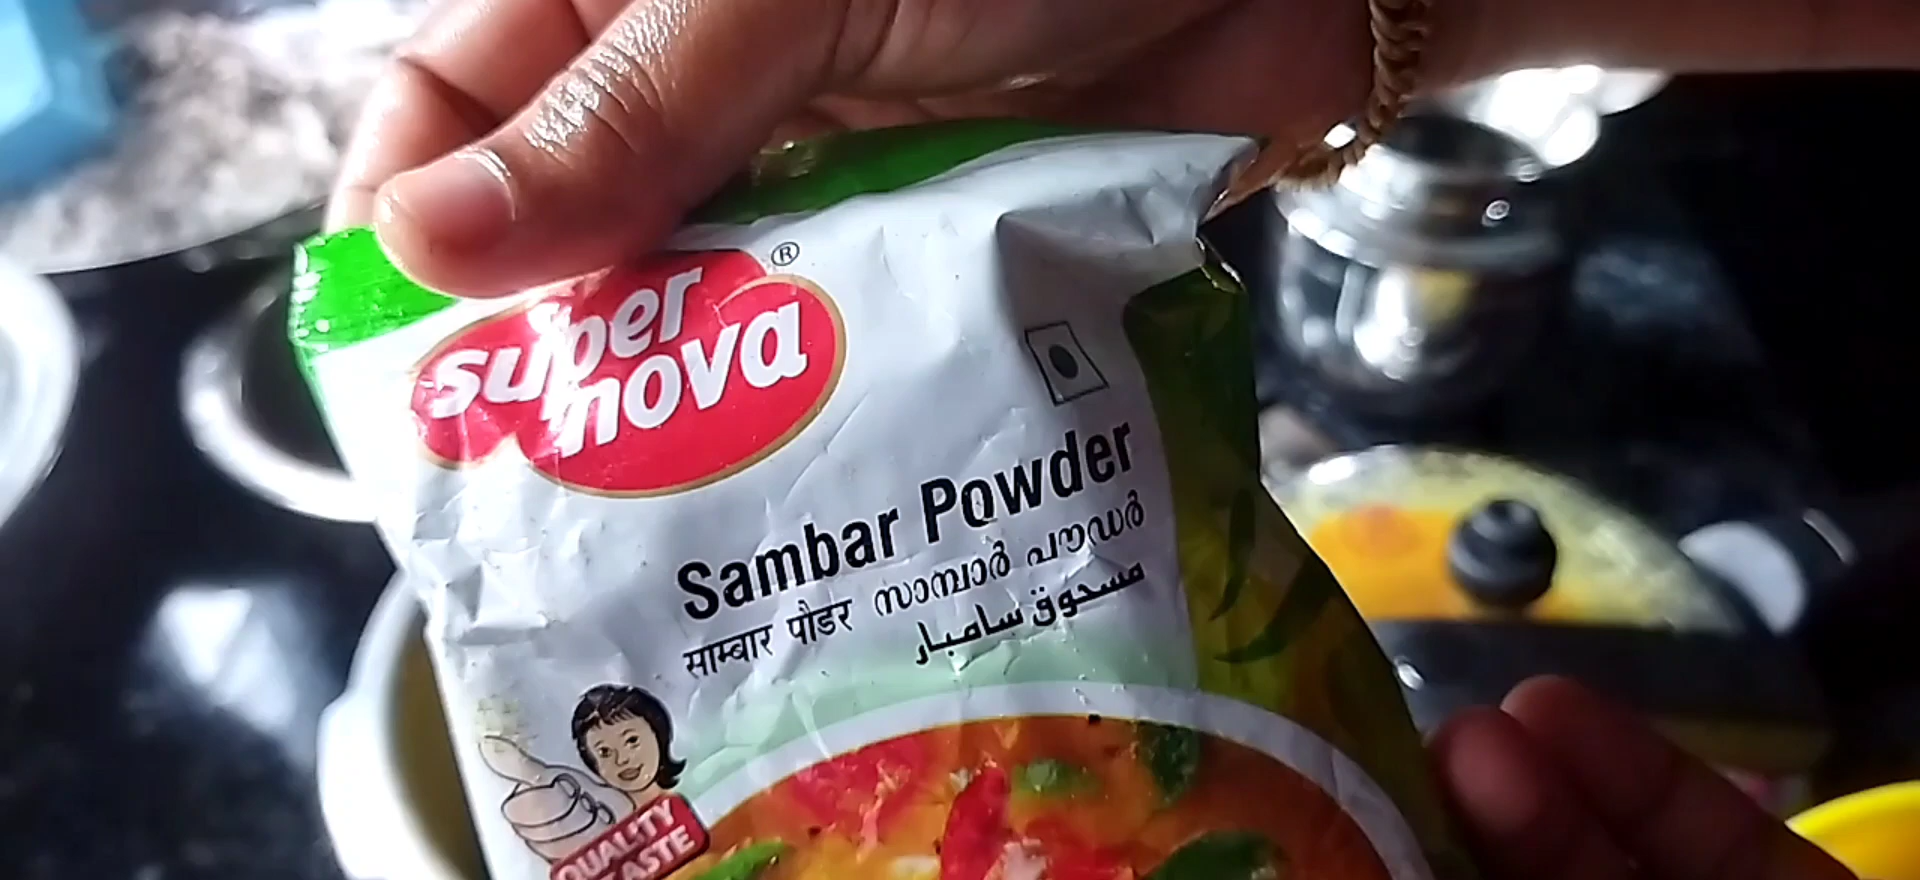 super
nova
®
Sambar Powder
साम्बार पौडर സാമ്പാർ പൗഡർ
مسحوق سامبار
QUALITY
TASTE